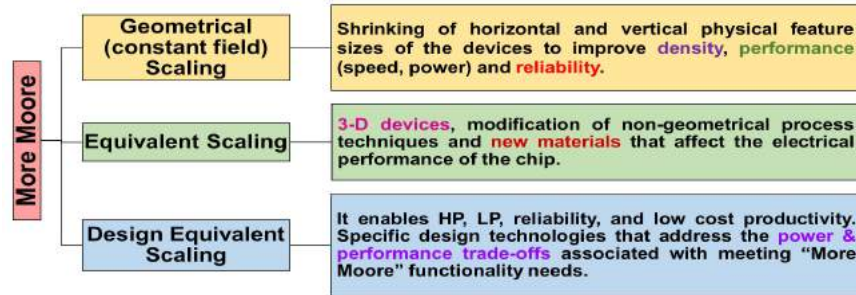 More Moore
Geometrical
(constant field)
Scaling
Shrinking of horizontal and vertical physical feature
sizes of the devices to improve density, performance
(speed, power) and reliability.
Equivalent Scaling
3-D devices, modification of non-geometrical process
techniques and new materials that affect the electrical
performance of the chip.
Design Equivalent
Scaling
It enables HP, LP, reliability, and low cost productivity.
Specific design technologies that address the power &
performance trade-offs associated with meeting “More
Moore” functionality needs.